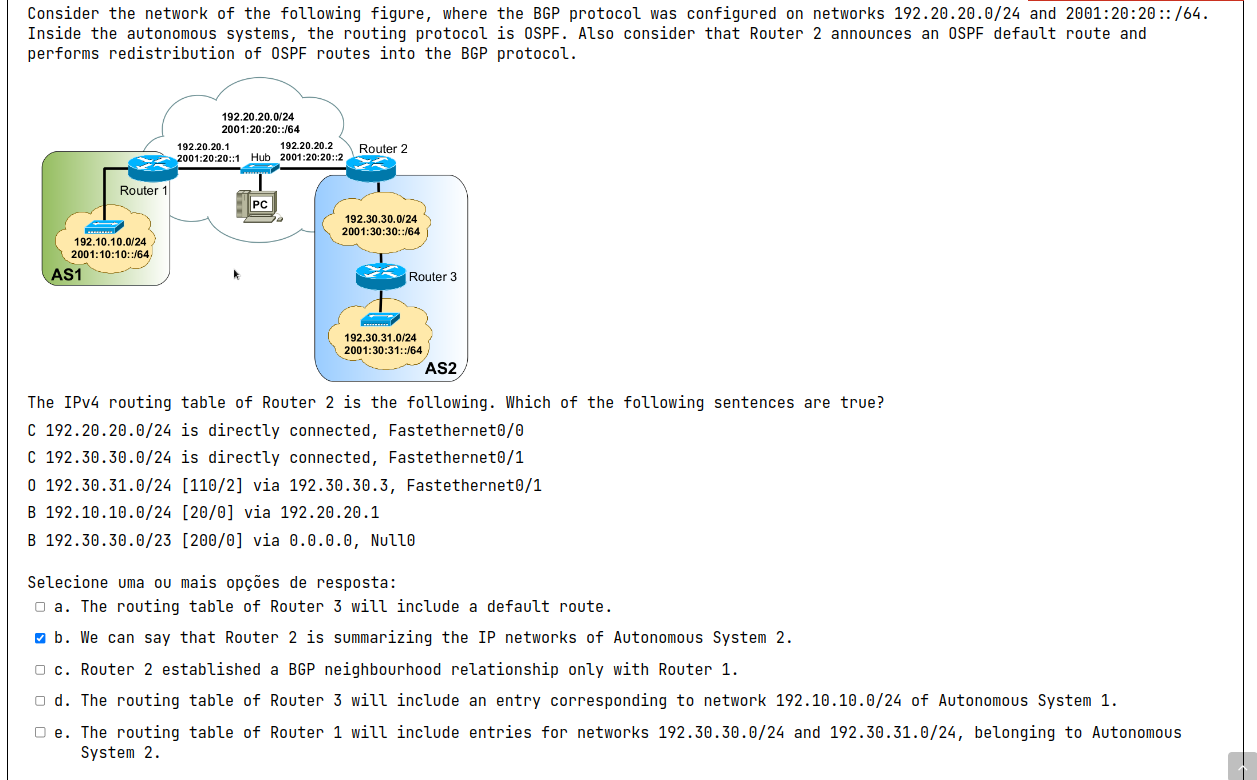 Consider the network of the following figure, where the BGP protocol was configured on networks 192.20.20.0/24 and 2001:20:20::/64.
Inside the autonomous systems, the routing protocol is OSPF. Also consider that Router 2 announces an OSPF default route and
performs redistribution of OSPF routes into the BGP protocol.
192.20.20.0/24
2001:20:20::/64
192.20.20.1
2001:20:20::1
Hub
192.20.20.2
2001:20:20::2
Router 2
Router 1
PC
192.10.10.0/24
2001:10:10::/64
AS1
192.30.30.0/24
2001:30:30::/64
Router 3
192.30.31.0/24
2001:30:31::/64
AS2
The IPv4 routing table of Router 2 is the following. Which of the following sentences are true?
C 192.20.20.0/24 is directly connected, Fastethernet0/0
C 192.30.30.0/24 is directly connected, Fastethernet0/1
O 192.30.31.0/24 [110/2] via 192.30.30.3, Fastethernet0/1
B 192.10.10.0/24 [20/0] via 192.20.20.1
B 192.30.30.0/23 [200/0] via 0.0.0.0, Null0
Selecione uma ou mais opções de resposta:
a. The routing table of Router 3 will include a default route.
b. We can say that Router 2 is summarizing the IP networks of Autonomous System 2.
c. Router 2 established a BGP neighbourhood relationship only with Router 1.
d. The routing table of Router 3 will include an entry corresponding to network 192.10.10.0/24 of Autonomous System 1.
e. The routing table of Router 1 will include entries for networks 192.30.30.0/24 and 192.30.31.0/24, belonging to Autonomous
System 2.